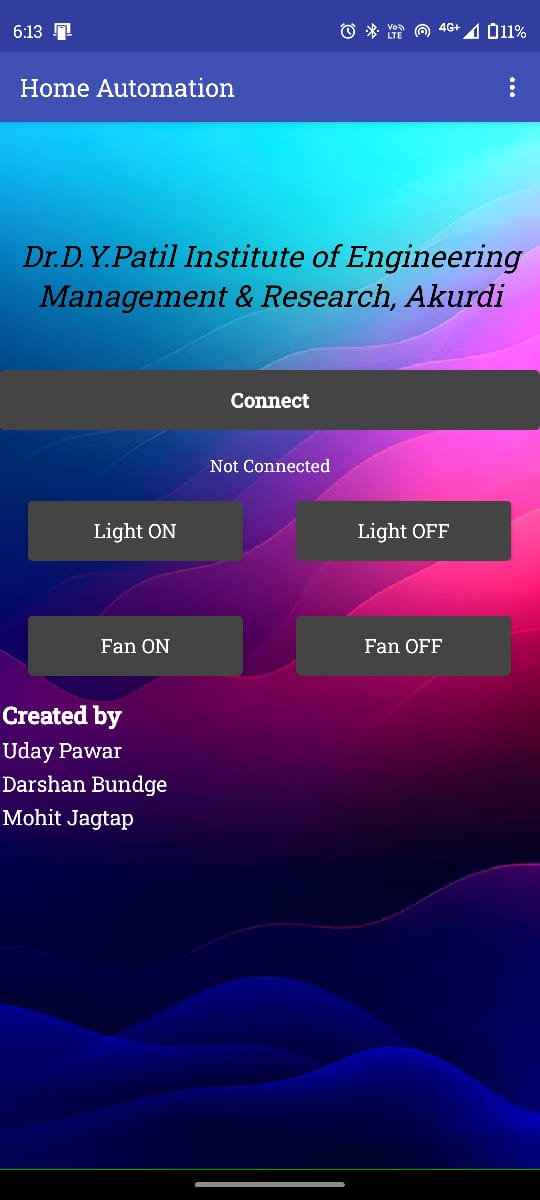 6:13
Vo) LTE 4G+ 11%
Home Automation
Dr.D.Y.Patil Institute of Engineering
Management & Research, Akurdi
Connect
Not Connected
Light ON Light OFF
Fan ON Fan OFF
Created by
Uday Pawar
Darshan Bundge
Mohit Jagtap